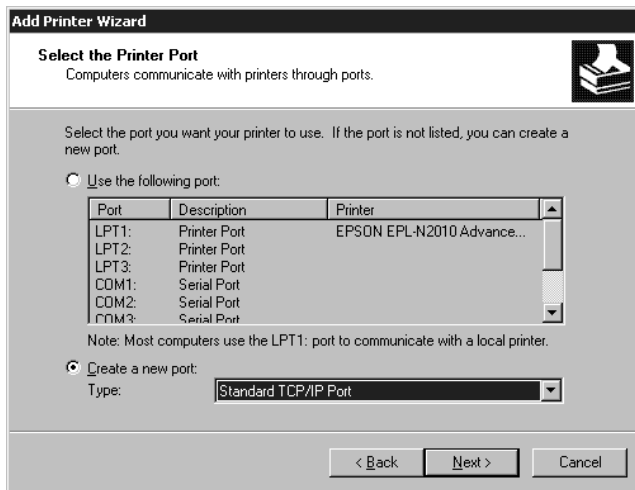 Add Printer Wizard
Select the Printer Port
Computers communicate with printers through ports.
Select the port you want your printer to use. If the port is not listed, you can create a
new port.
Use the following port:
Port Description Printer
LPT1: Printer Port EPSON EPL-N2010 Advance...
LPT2: Printer Port
LPT3: Printer Port
COM1: Serial Port
COM2: Serial Port
COM3: Serial Port
Note: Most computers use the LPT1: port to communicate with a local printer.
Create a new port:
Type: Standard TCP/IP Port
< Back Next > Cancel